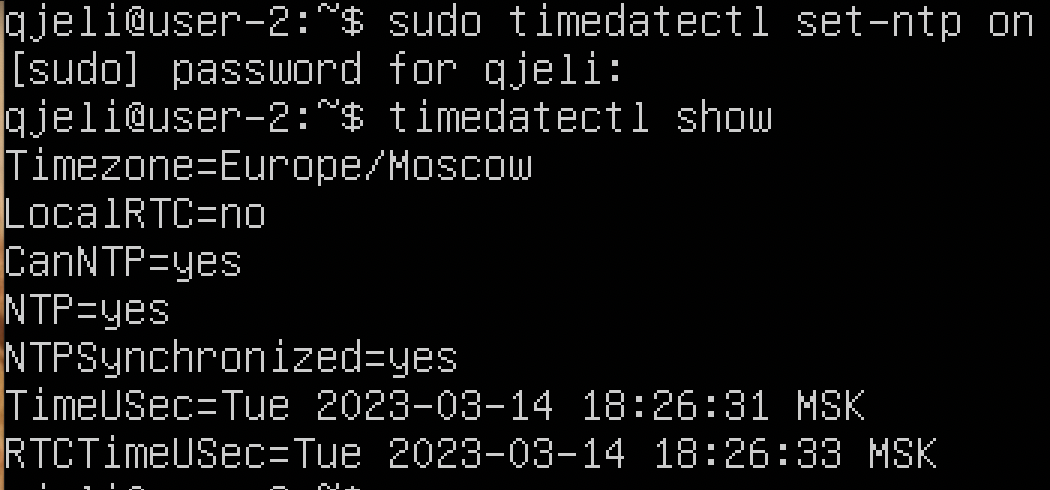 qjeli@user-2:~$ sudo timedatectl set-ntp on
[sudo] password for qjeli:
qjeli@user-2:~$ timedatectl show
Timezone=Europe/Moscow
LocalRTC=no
CanNTP=yes
NTP=yes
NTPSynchronized=yes
TimeUSec=Tue 2023-03-14 18:26:31 MSK
RTCTimeUSec=Tue 2023-03-14 18:26:33 MSK